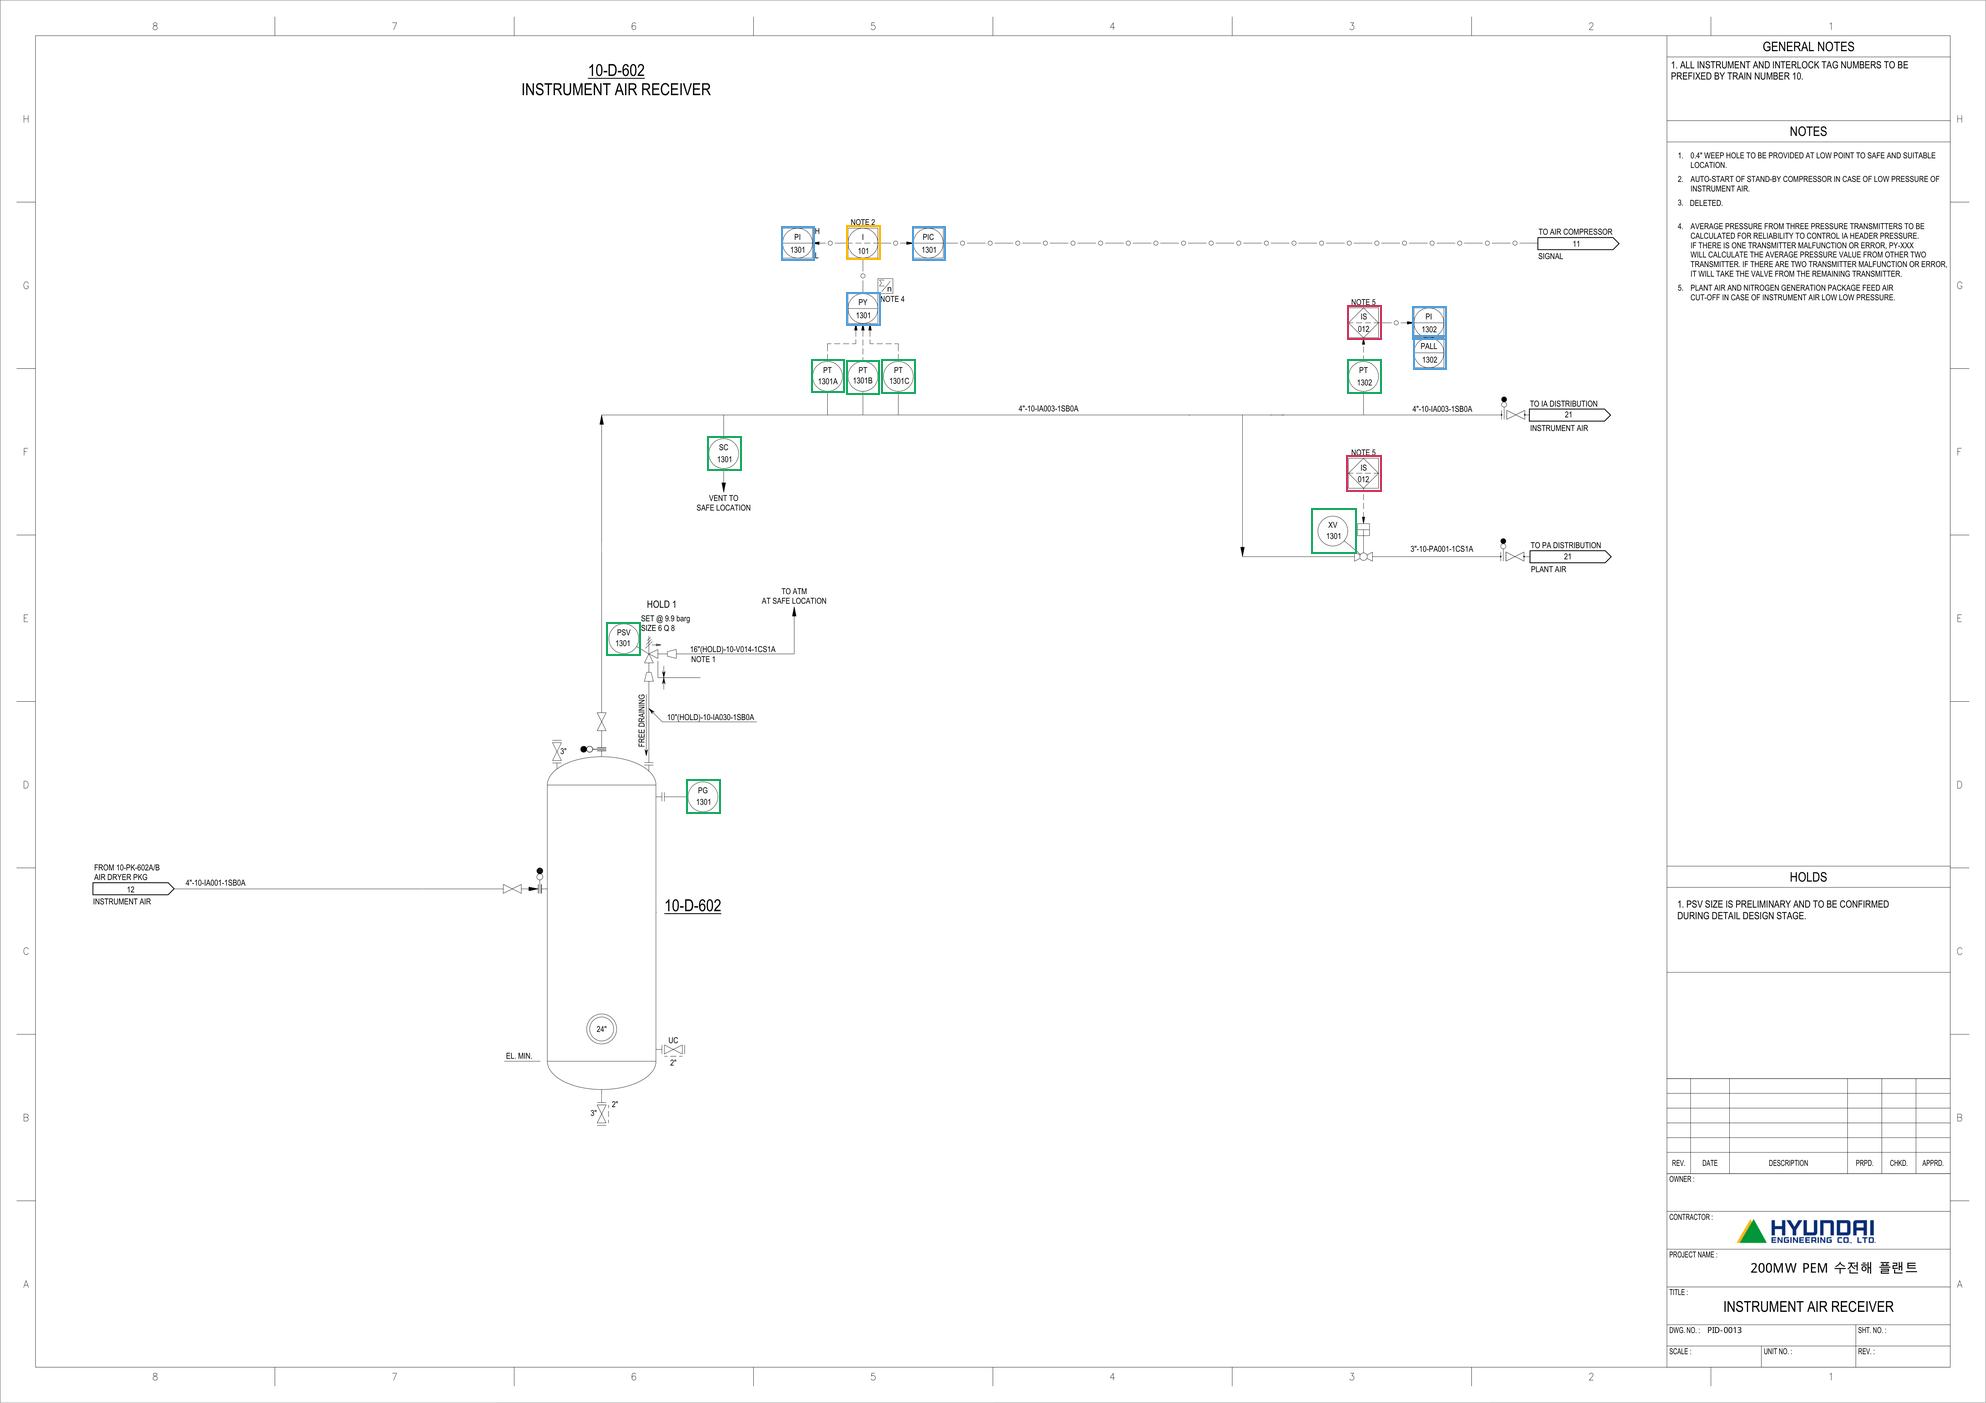 8 7 6 5 4 3 2 1
10-D-602
INSTRUMENT AIR RECEIVER
H
G
F
E
D
C
B
A
NOTE 2
PI
1301
H
L
I
101
PIC
1301
TO AIR COMPRESSOR
11
SIGNAL
Σ/n
NOTE 4
PY
1301
PT
1301A
PT
1301B
PT
1301C
NOTE 5
IS
012
PI
1302
PALL
1302
PT
1302
4"-10-IA003-1SB0A
4"-10-IA003-1SB0A
TO IA DISTRIBUTION
21
INSTRUMENT AIR
SC
1301
VENT TO
SAFE LOCATION
NOTE 5
IS
012
XV
1301
3"-10-PA001-1CS1A
TO PA DISTRIBUTION
21
PLANT AIR
TO ATM
AT SAFE LOCATION
HOLD 1
SET @ 9.9 barg
SIZE 6 Q 8
PSV
1301
16"(HOLD)-10-V014-1CS1A
NOTE 1
FREE DRAINING
10"(HOLD)-10-IA030-1SB0A
3"
PG
1301
FROM 10-PK-602A/B
AIR DRYER PKG
12
INSTRUMENT AIR
4"-10-IA001-1SB0A
10-D-602
24"
UC
2"
EL. MIN.
2"
3"
8 7 6 5 4 3 2 1
GENERAL NOTES
1. ALL INSTRUMENT AND INTERLOCK TAG NUMBERS TO BE
PREFIXED BY TRAIN NUMBER 10.
NOTES
1. 0.4" WEEP HOLE TO BE PROVIDED AT LOW POINT TO SAFE AND SUITABLE
LOCATION.
2. AUTO-START OF STAND-BY COMPRESSOR IN CASE OF LOW PRESSURE OF
INSTRUMENT AIR.
3. DELETED.
4. AVERAGE PRESSURE FROM THREE PRESSURE TRANSMITTERS TO BE
CALCULATED FOR RELIABILITY TO CONTROL IA HEADER PRESSURE.
IF THERE IS ONE TRANSMITTER MALFUNCTION OR ERROR, PY-XXX
WILL CALCULATE THE AVERAGE PRESSURE VALUE FROM OTHER TWO
TRANSMITTER. IF THERE ARE TWO TRANSMITTER MALFUNCTION OR ERROR,
IT WILL TAKE THE VALVE FROM THE REMAINING TRANSMITTER.
5. PLANT AIR AND NITROGEN GENERATION PACKAGE FEED AIR
CUT-OFF IN CASE OF INSTRUMENT AIR LOW LOW PRESSURE.
HOLDS
1. PSV SIZE IS PRELIMINARY AND TO BE CONFIRMED
DURING DETAIL DESIGN STAGE.
REV. DATE DESCRIPTION PRPD. CHKD. APPRD.
OWNER :
CONTRACTOR :
HYUNDAI
ENGINEERING CO., LTD.
PROJECT NAME :
200MW PEM 수전해 플랜트
TITLE :
INSTRUMENT AIR RECEIVER
DWG. NO. : PID-0013
SHT. NO. :
SCALE :
UNIT NO. :
REV. :
H
G
F
E
D
C
B
A